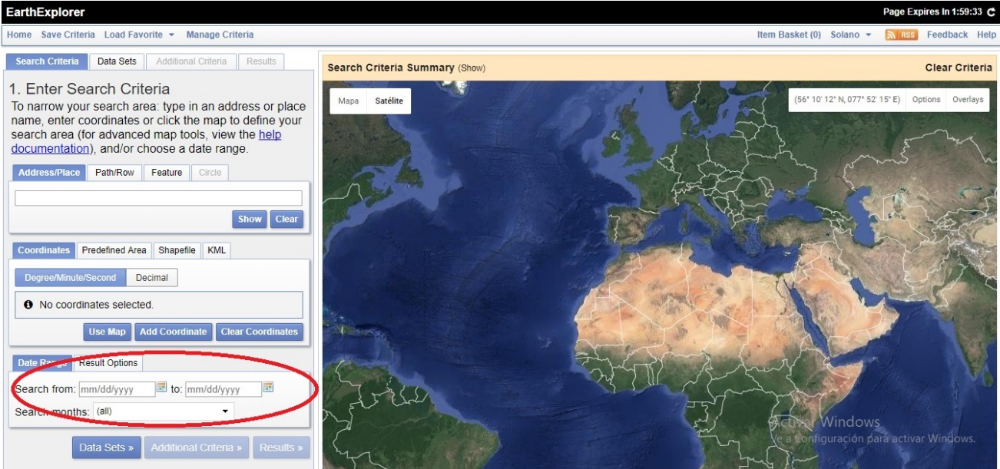 EarthExplorer
Page Expires In 1:59:33
Home Save Criteria Load Favorite Manage Criteria
Item Basket (0) Solano RSS Feedback Help
Search Criteria Data Sets Additional Criteria Results
1. Enter Search Criteria
To narrow your search area: type in an address or place
name, enter coordinates or click the map to define your
search area (for advanced map tools, view the help
documentation), and/or choose a date range.
Address/Place Path/Row Feature Circle
Show Clear
Coordinates Predefined Area Shapefile KML
Degree/Minute/Second Decimal
No coordinates selected.
Use Map Add Coordinate Clear Coordinates
Date Range Result Options
Search from: mm/dd/yyyy to: mm/dd/yyyy
Search months: (all)
Data Sets » Additional Criteria » Results »
Search Criteria Summary (Show)
Clear Criteria
Mapa Satélite
(56° 10' 12" N, 077° 52' 15" E) Options Overlays
Activar Windows
Ve a Configuración para activar Windows.